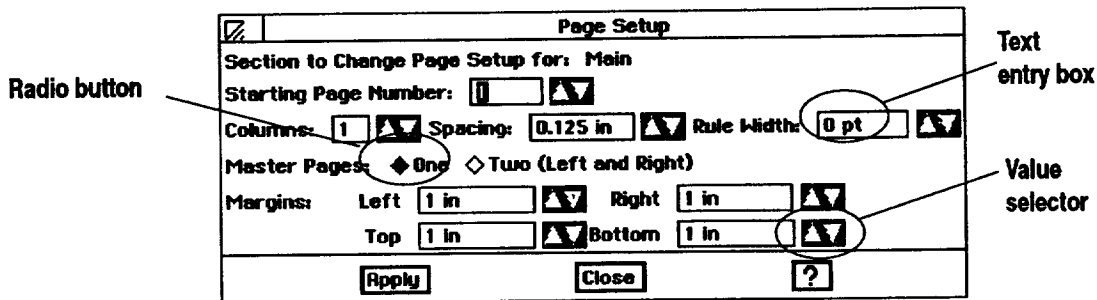 Page Setup
Section to Change Page Setup for: Main
Starting Page Number:
Columns: 1 Spacing: 0.125 in Rule Width: 0 pt
Master Pages: One Two (Left and Right)
Margins: Left 1 in Right 1 in
Top 1 in Bottom 1 in
Apply Close ?
Radio button
Text
entry box
Value
selector